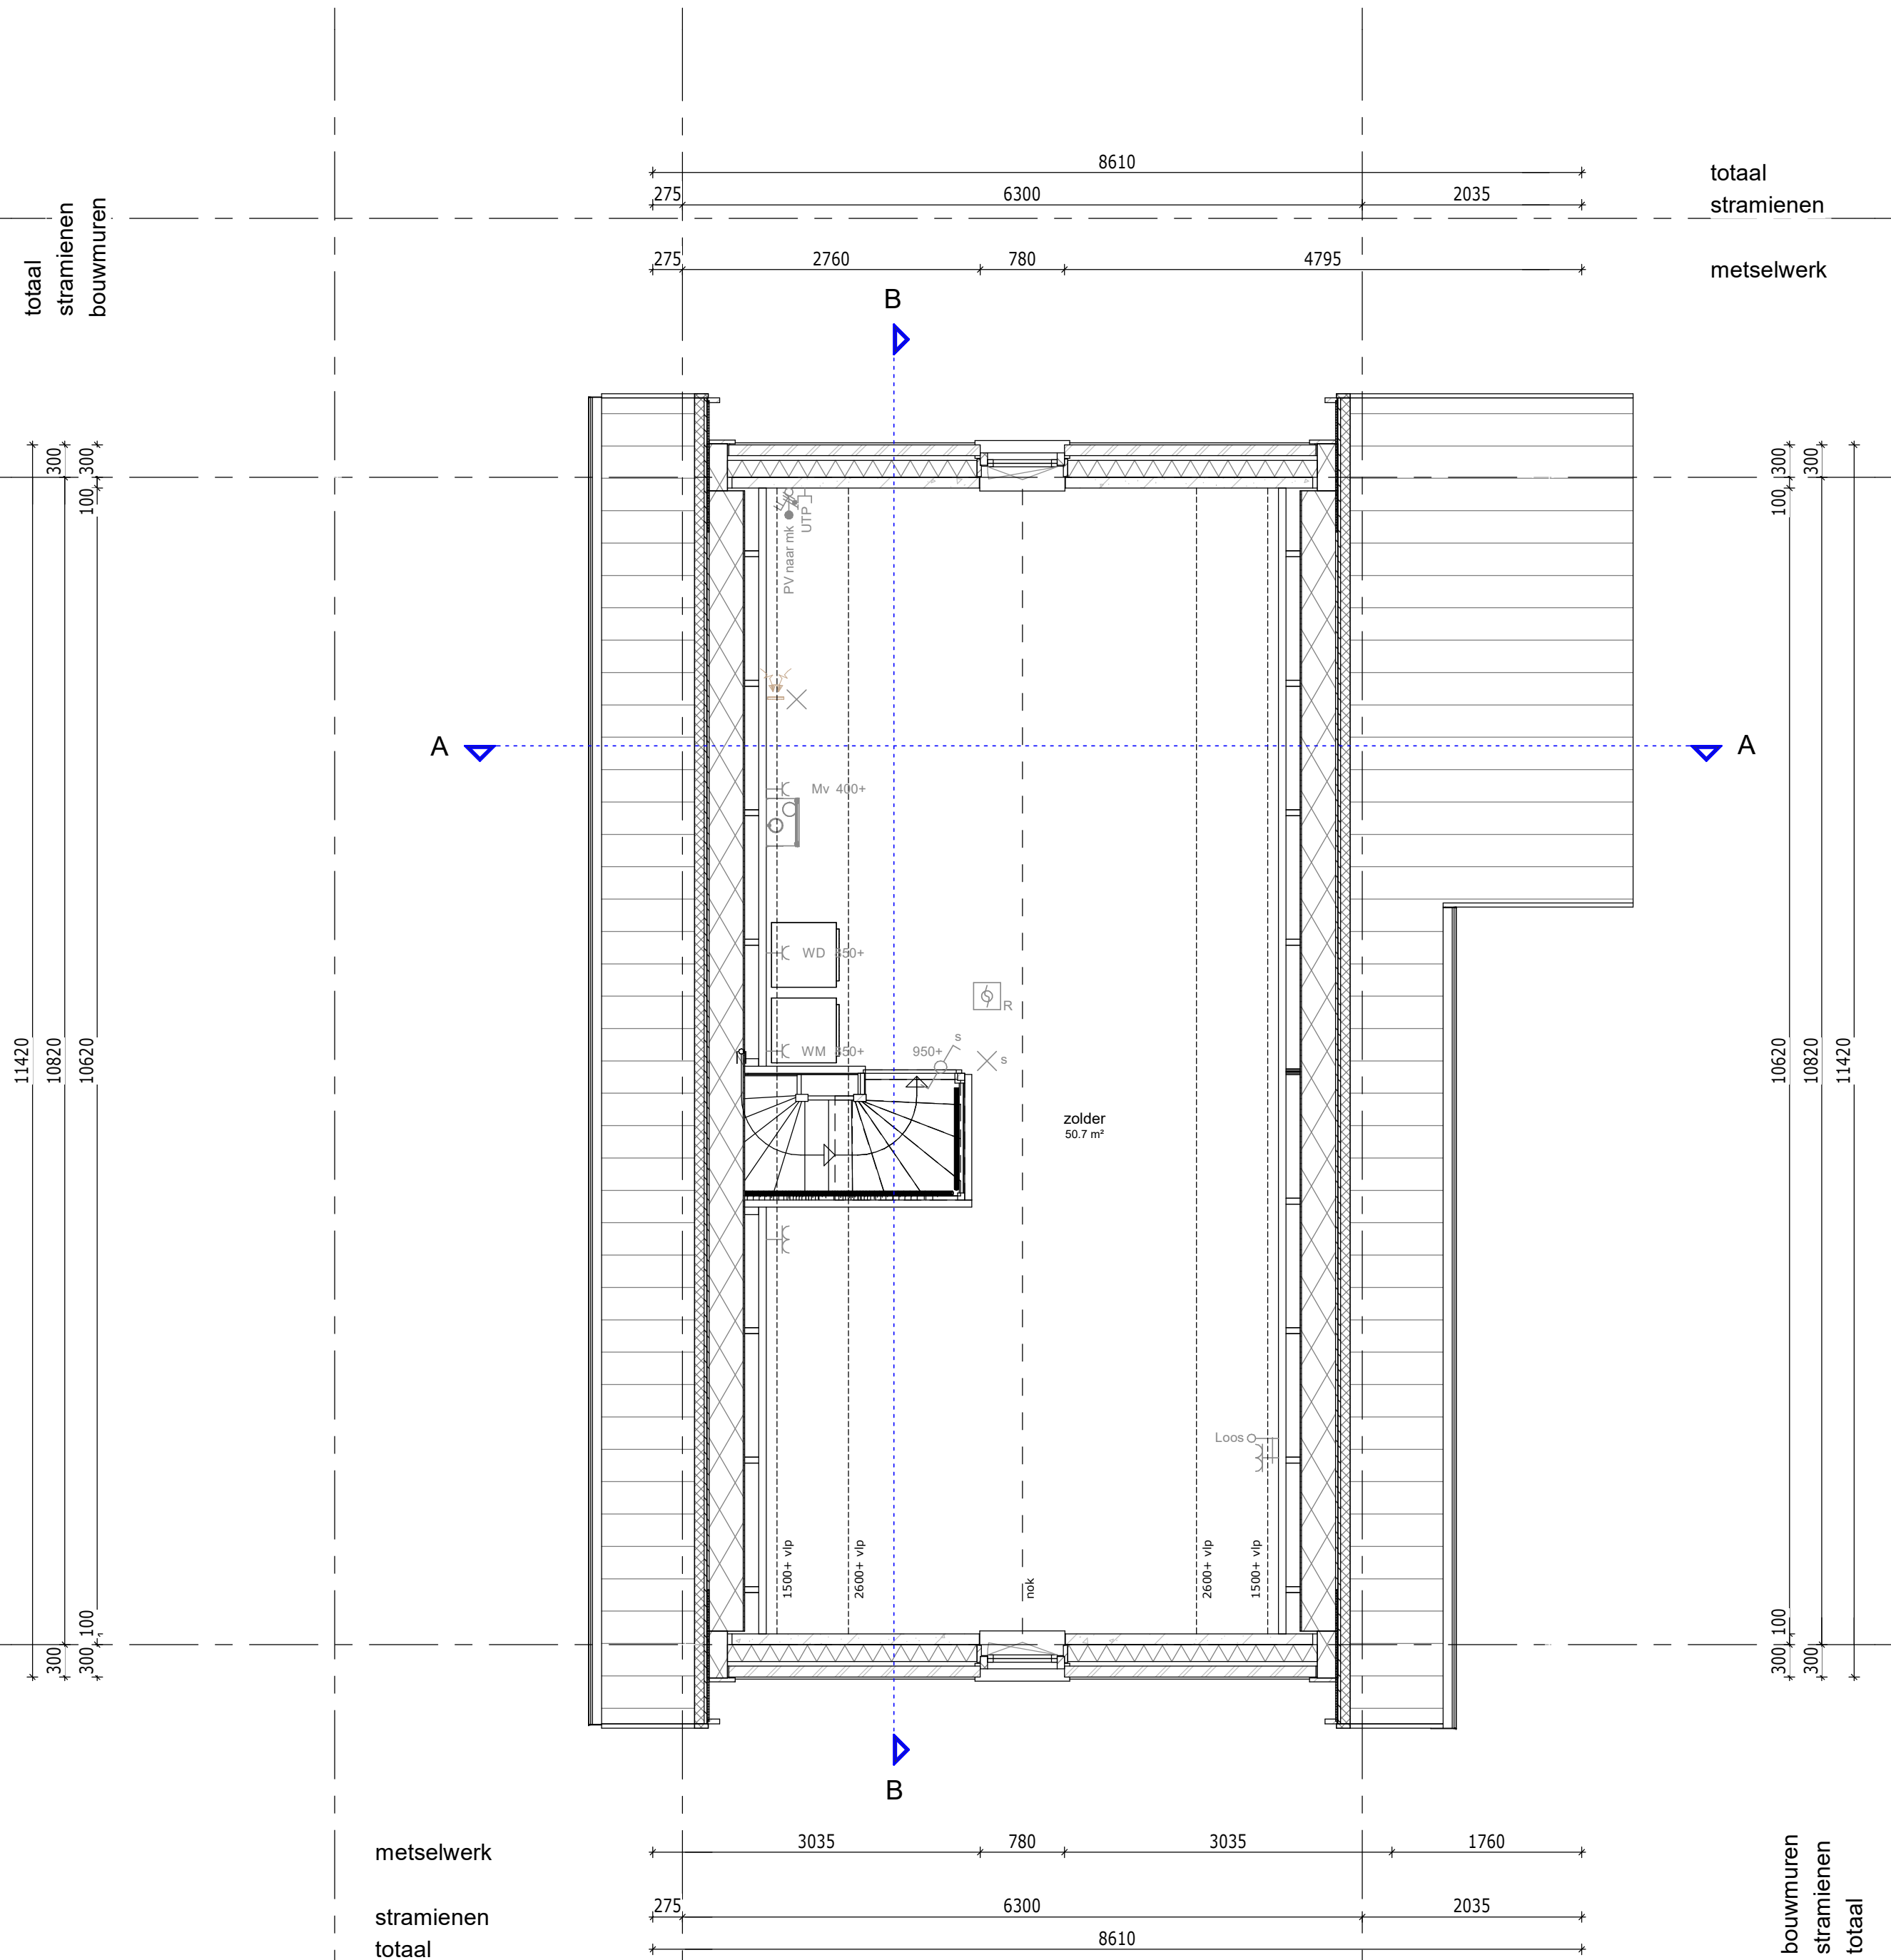 8610
totaal
275 6300 2035
stramienen
275 2760 780 4795
metselwerk
totaal
stramienen
bouwmuren
B
300 300
100
300 300
100
UTP
PV naar mk
A
A
Mv 400+
WD
WM
950+
s
s
R
zolder
50.7 m²
11420
10820
10620
10620
10820
11420
Loos
1500+ vlp
2600+ vlp
nok
2600+ vlp
1500+ vlp
100
300 300
100
300 300
B
metselwerk
3035 780 3035 1760
stramienen
275 6300 2035
totaal
8610
bouwmuren
stramienen
totaal